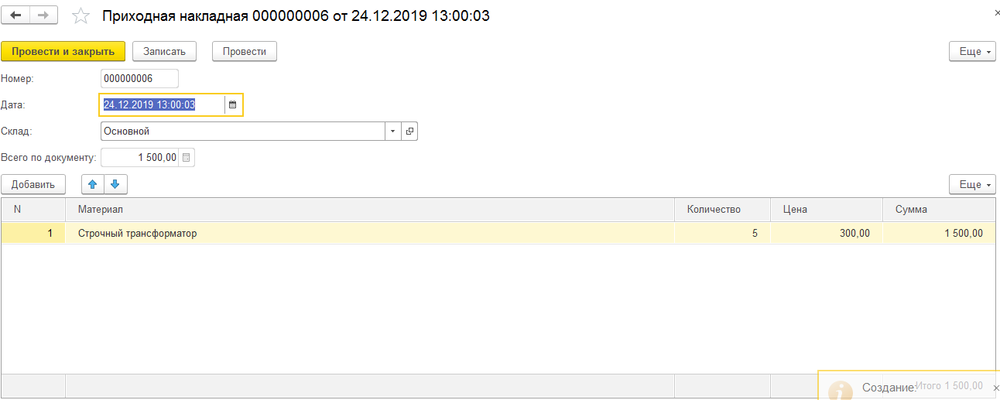 Приходная накладная 000000006 от 24.12.2019 13:00:03
Провести и закрыть Записать Провести Еще
Номер: 000000006
Дата: 24.12.2019 13:00:03
Склад: Основной
Всего по документу: 1 500,00
Добавить Еще
N Материал Количество Цена Сумма
1 Строчный трансформатор 5 300,00 1 500,00
Создание: Итого 1 500,00